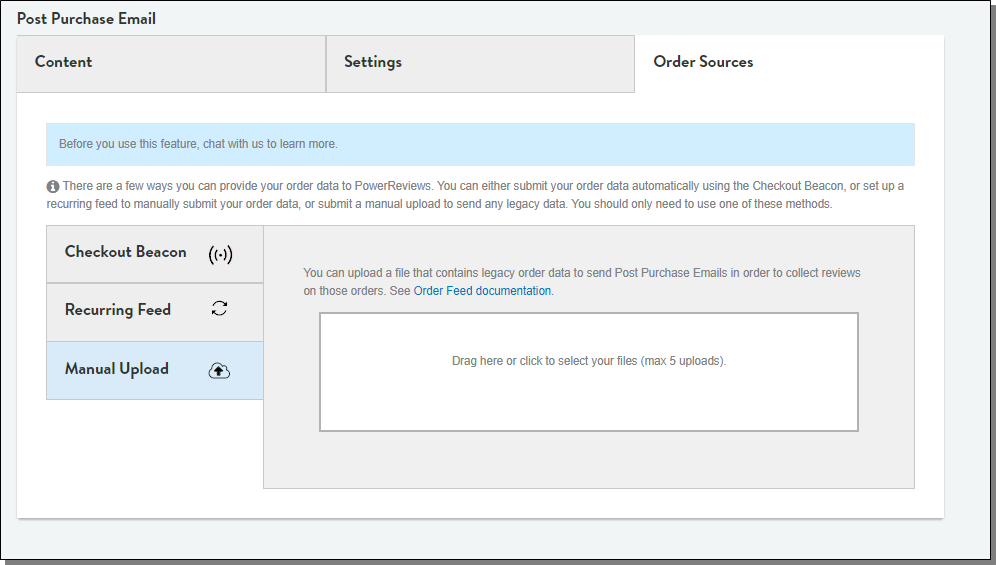 Post Purchase Email
Content
Settings
Order Sources
Before you use this feature, chat with us to learn more.
There are a few ways you can provide your order data to PowerReviews. You can either submit your order data automatically using the Checkout Beacon, or set up a
recurring feed to manually submit your order data, or submit a manual upload to send any legacy data. You should only need to use one of these methods.
Checkout Beacon
Recurring Feed
Manual Upload
You can upload a file that contains legacy order data to send Post Purchase Emails in order to collect reviews
on those orders. See Order Feed documentation.
Drag here or click to select your files (max 5 uploads).